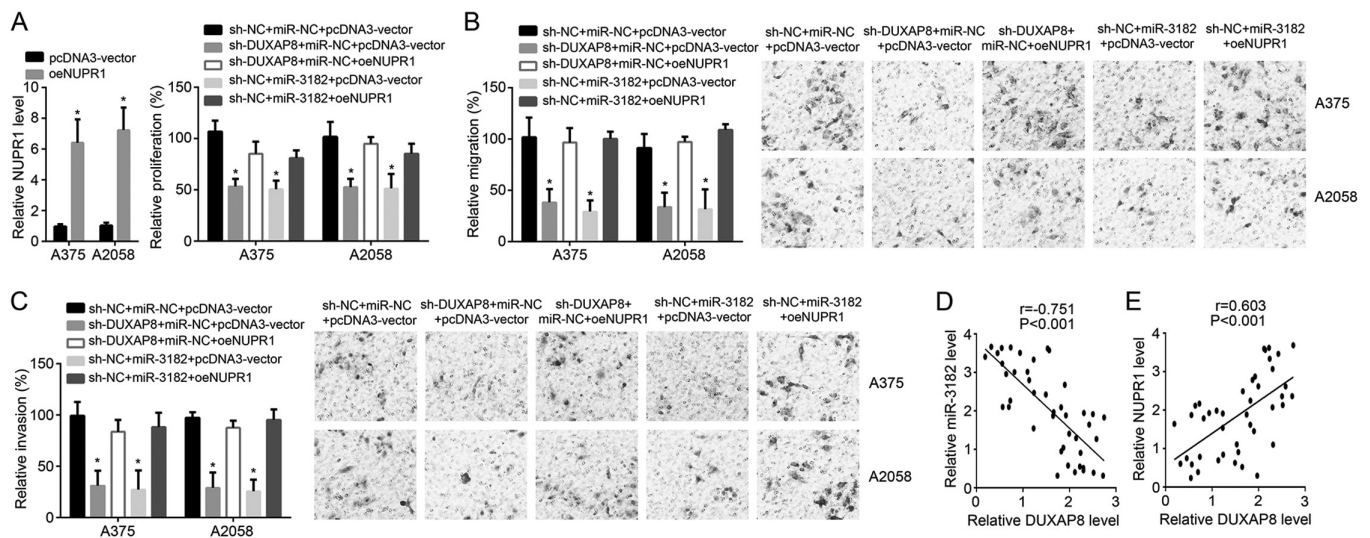 A
pcDNA3-vector
oeNUPR1
Relative NUPR1 level
10
8
6
4
2
0
*
*
A375
A2058
sh-NC+miR-NC+pcDNA3-vector
sh-DUXAP8+miR-NC+pcDNA3-vector
sh-DUXAP8+miR-NC+oeNUPR1
sh-NC+miR-3182+pcDNA3-vector
sh-NC+miR-3182+oeNUPR1
Relative proliferation (%)
150
100
50
0
*
*
*
*
A375
A2058
B
sh-NC+miR-NC+pcDNA3-vector
sh-DUXAP8+miR-NC+pcDNA3-vector
sh-DUXAP8+miR-NC+oeNUPR1
sh-NC+miR-3182+pcDNA3-vector
sh-NC+miR-3182+oeNUPR1
Relative migration (%)
150
100
50
0
*
*
*
*
A375
A2058
sh-NC+miR-NC
+pcDNA3-vector
sh-DUXAP8+miR-NC
+pcDNA3-vector
sh-DUXAP8+
miR-NC+oeNUPR1
sh-NC+miR-3182
+pcDNA3-vector
sh-NC+miR-3182
+oeNUPR1
A375
A2058
C
sh-NC+miR-NC+pcDNA3-vector
sh-DUXAP8+miR-NC+pcDNA3-vector
sh-DUXAP8+miR-NC+oeNUPR1
sh-NC+miR-3182+pcDNA3-vector
sh-NC+miR-3182+oeNUPR1
Relative invasion (%)
150
100
50
0
*
*
*
*
A375
A2058
sh-NC+miR-NC
+pcDNA3-vector
sh-DUXAP8+miR-NC
+pcDNA3-vector
sh-DUXAP8+
miR-NC+oeNUPR1
sh-NC+miR-3182
+pcDNA3-vector
sh-NC+miR-3182
+oeNUPR1
A375
A2058
D
r=-0.751
P<0.001
Relative miR-3182 level
4
3
2
1
0
0
1
2
3
Relative DUXAP8 level
E
r=0.603
P<0.001
Relative NUPR1 level
4
3
2
1
0
0
1
2
3
Relative DUXAP8 level